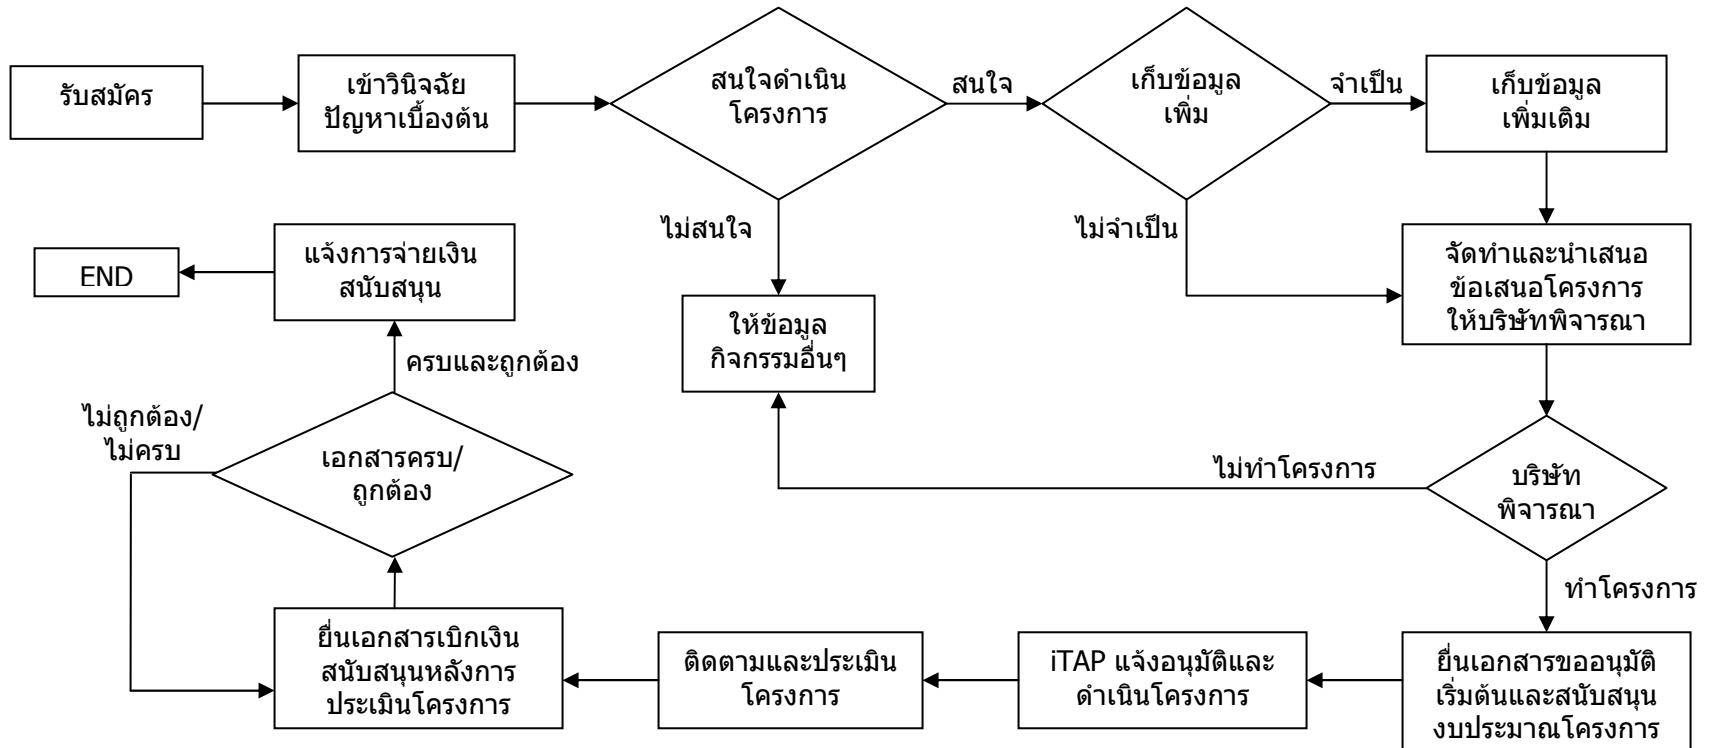 รับสมัคร
เข้าวินิจฉัย
ปัญหาเบื้องต้น
สนใจดำเนิน
โครงการ
สนใจ
เก็บข้อมูล
เพิ่ม
จำเป็น
เก็บข้อมูล
เพิ่มเติม
ไม่สนใจ
ไม่จำเป็น
จัดทำและนำเสนอ
ข้อเสนอโครงการ
ให้บริษัทพิจารณา
ให้ข้อมูล
กิจกรรมอื่นๆ
บริษัท
พิจารณา
ไม่ทำโครงการ
ทำโครงการ
ยื่นเอกสารขออนุมัติ
เริ่มต้นและสนับสนุน
งบประมาณโครงการ
iTAP แจ้งอนุมัติและ
ดำเนินโครงการ
ติดตามและประเมิน
โครงการ
ยื่นเอกสารเบิกเงิน
สนับสนุนหลังการ
ประเมินโครงการ
เอกสารครบ/
ถูกต้อง
ไม่ถูกต้อง/
ไม่ครบ
ครบและถูกต้อง
แจ้งการจ่ายเงิน
สนับสนุน
END